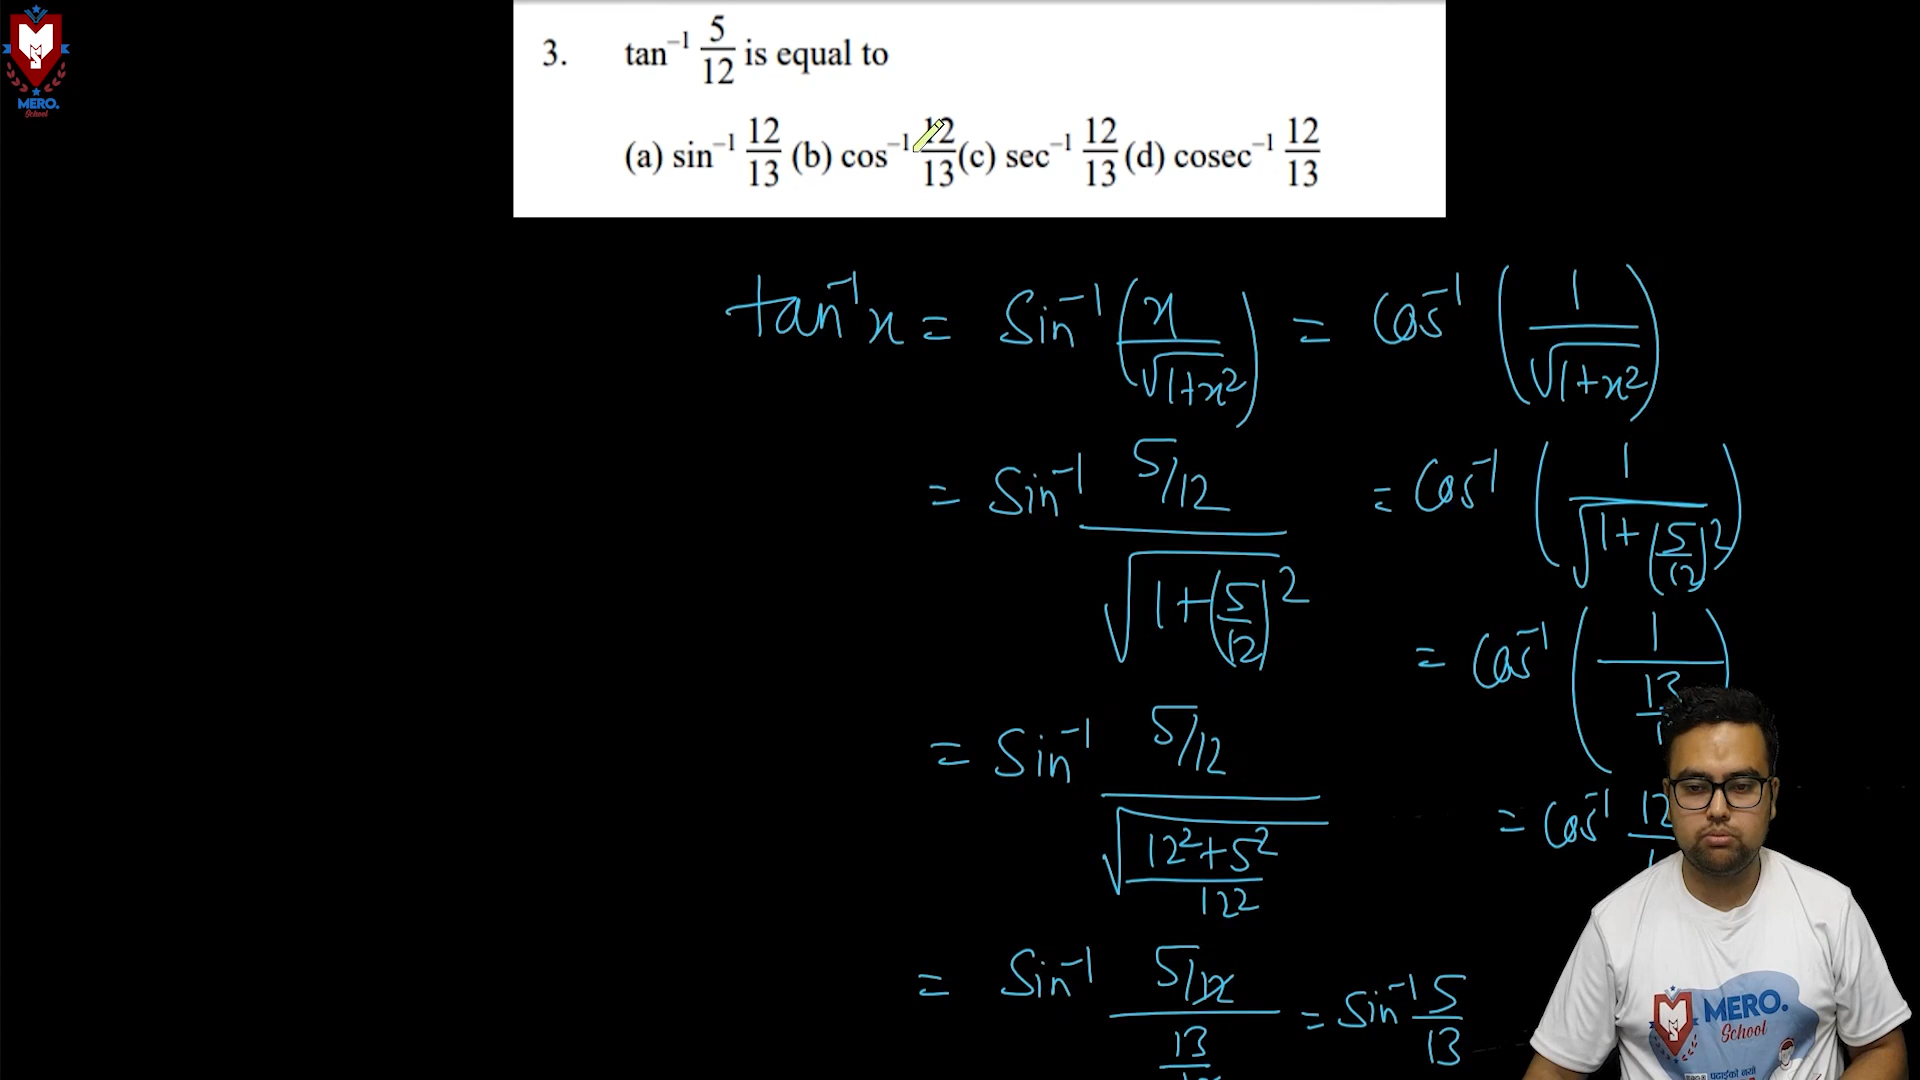 MERO.
School
3. tan⁻¹ 5/12 is equal to
(a) sin⁻¹ 12/13 (b) cos⁻¹ 12/13 (c) sec⁻¹ 12/13 (d) cosec⁻¹ 12/13
tan⁻¹x = Sin⁻¹ (x/√(1+x²)) = Cos⁻¹ (1/√(1+x²))
= Sin⁻¹ (5/12)/√(1+(5/12)²) = Cos⁻¹ (1/√(1+(5/12)²))
= Cos⁻¹ (1/(13/
= Sin⁻¹ (5/12)/√((12²+5²)/12²)
= Cos⁻¹ 12/
= Sin⁻¹ (5/12)/(13/ = Sin⁻¹ 5/13
MERO.
School